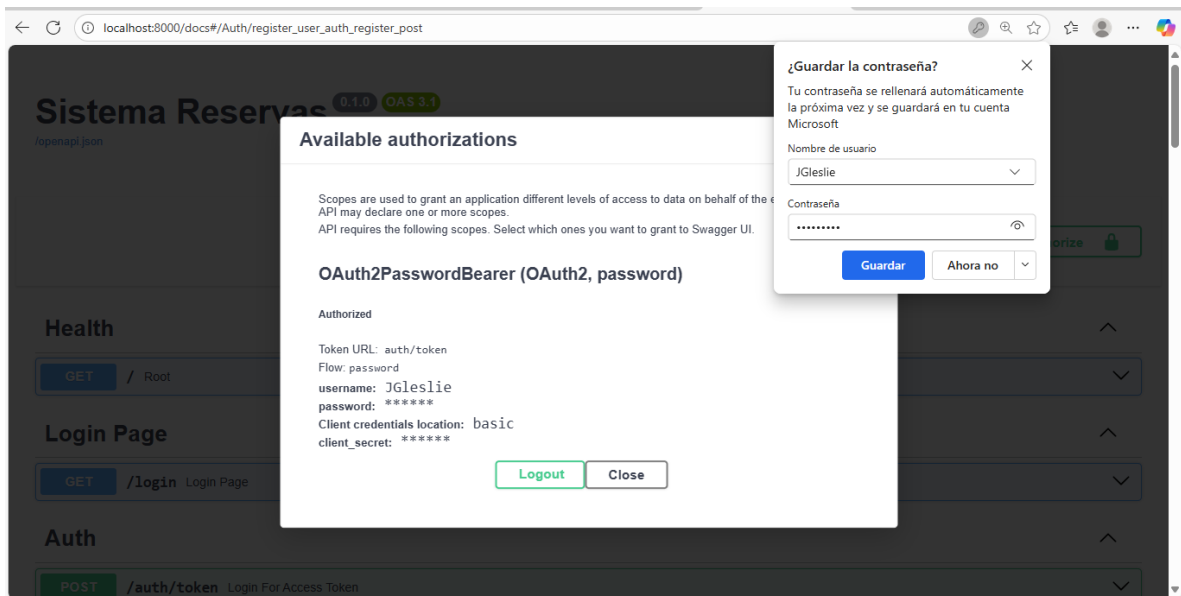 localhost:8000/docs#/Auth/register_user_auth_register_post
¿Guardar la contraseña?
Tu contraseña se rellenará automáticamente
la próxima vez y se guardará en tu cuenta
Microsoft
Nombre de usuario
JGleslie
Contraseña
•••••••••
Guardar
Ahora no
Sistema Reservas 0.1.0 OAS 3.1
/openapi.json
Available authorizations
Scopes are used to grant an application different levels of access to data on behalf of the
API may declare one or more scopes.
API requires the following scopes. Select which ones you want to grant to Swagger UI.
orize
OAuth2PasswordBearer (OAuth2, password)
Authorized
Token URL: auth/token
Flow: password
username: JGleslie
password: ******
Client credentials location: basic
client_secret: ******
Logout
Close
Health
GET / Root
Login Page
GET /login Login Page
Auth
POST /auth/token Login For Access Token